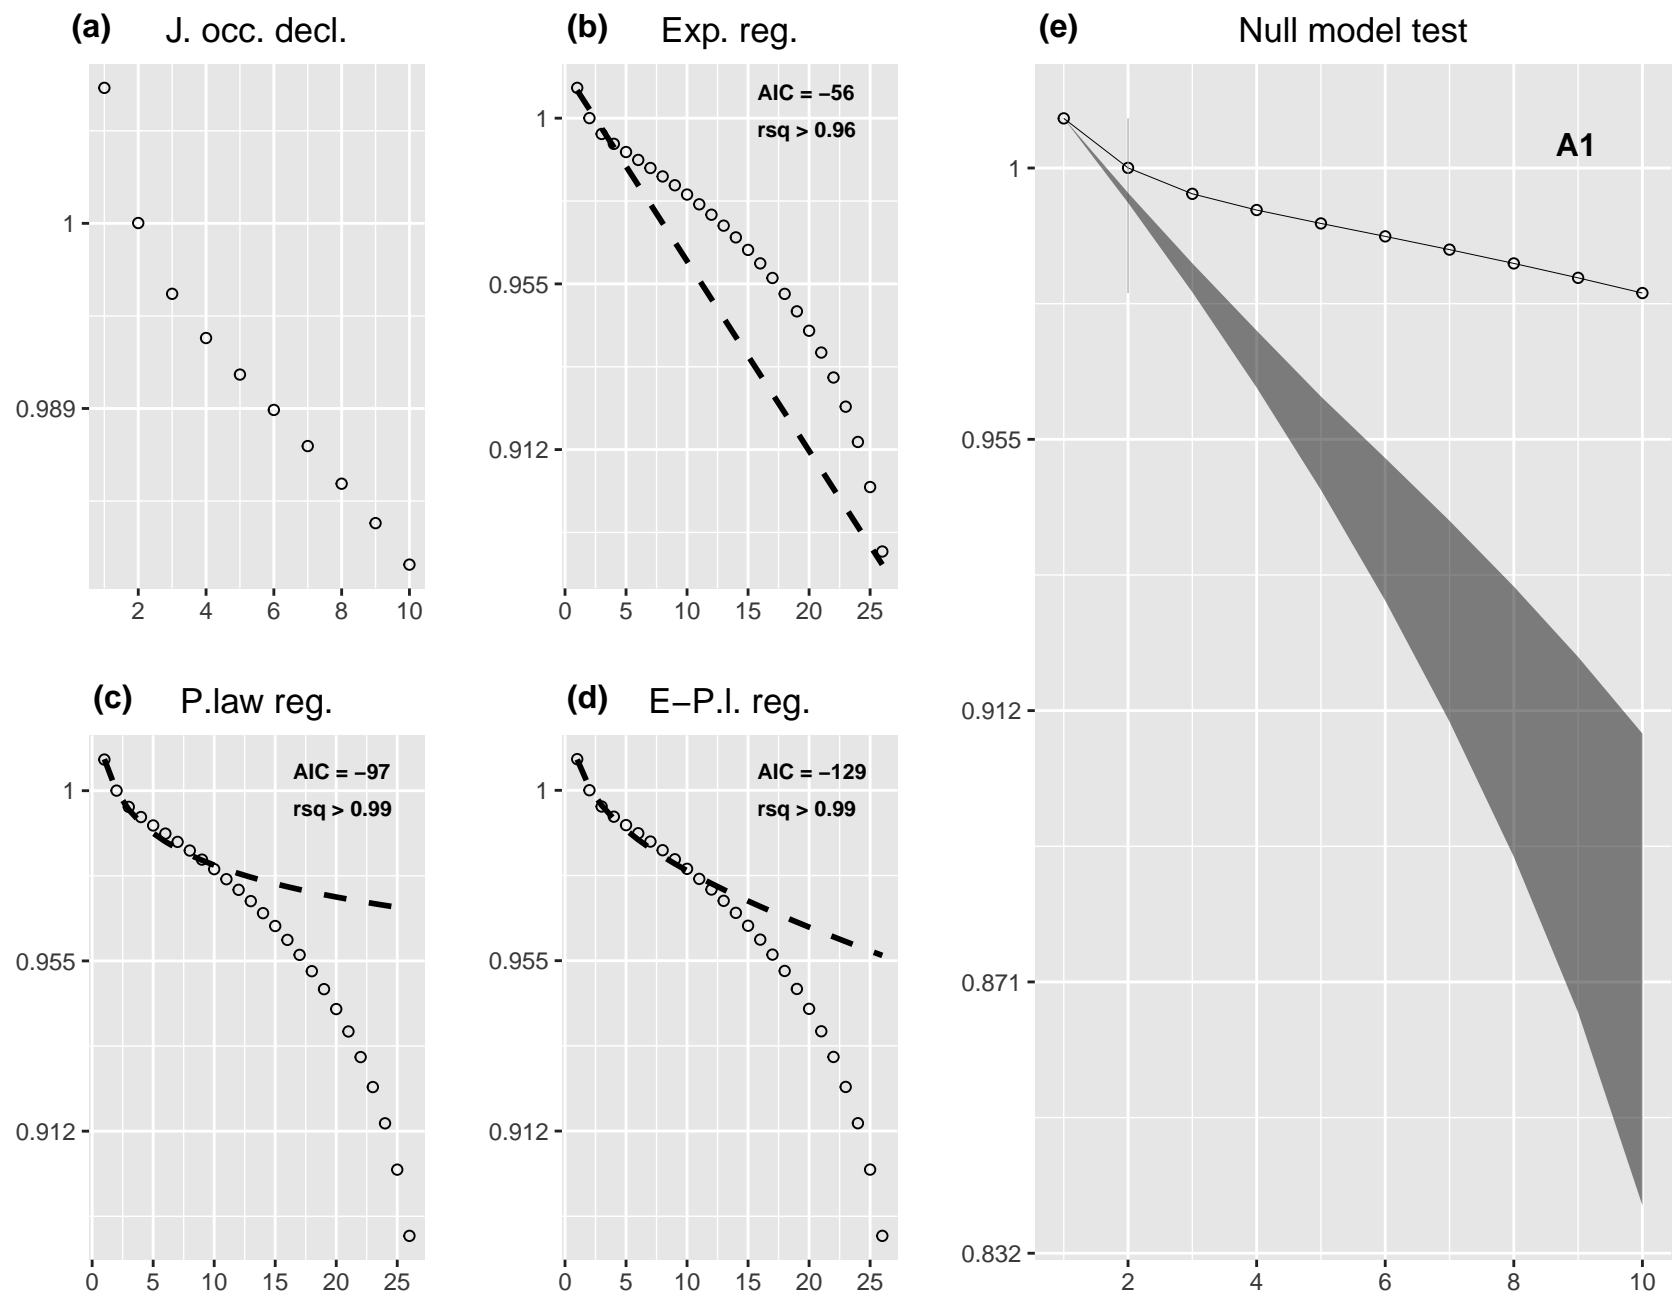 (a) J. occ. decl.
1
0.989
2 4 6 8 10
(b) Exp. reg.
AIC = −56
rsq > 0.96
1
0.955
0.912
0 5 10 15 20 25
(c) P.law reg.
AIC = −97
rsq > 0.99
1
0.955
0.912
0 5 10 15 20 25
(d) E−P.l. reg.
AIC = −129
rsq > 0.99
1
0.955
0.912
0 5 10 15 20 25
(e) Null model test
A1
1
0.955
0.912
0.871
0.832
2 4 6 8 10